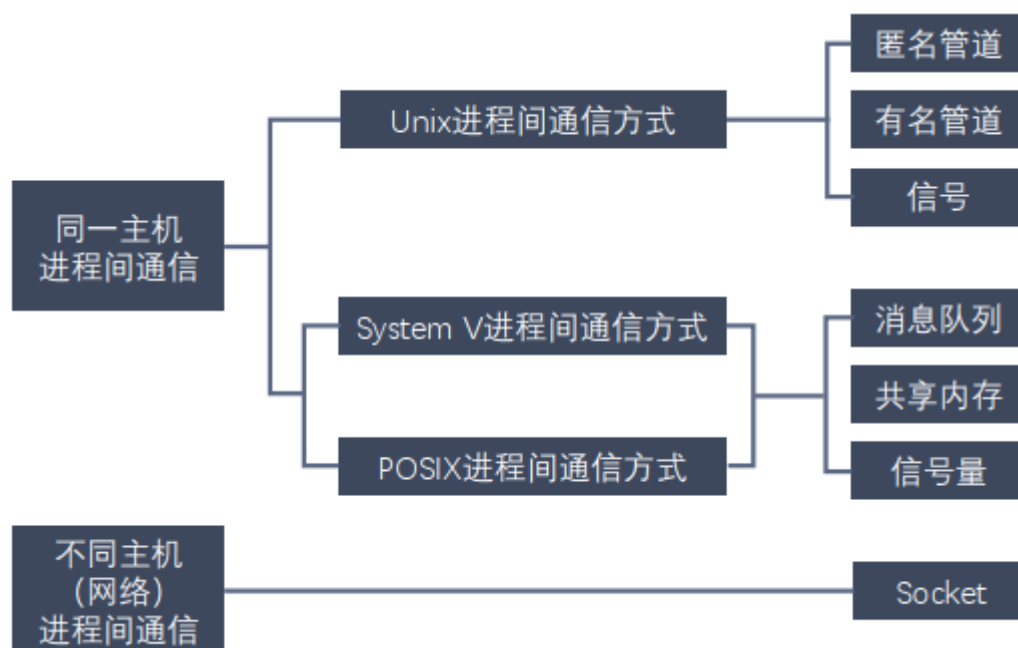 同一主机
进程间通信
Unix进程间通信方式
匿名管道
有名管道
信号
System V进程间通信方式
POSIX进程间通信方式
消息队列
共享内存
信号量
不同主机
（网络）
进程间通信
Socket